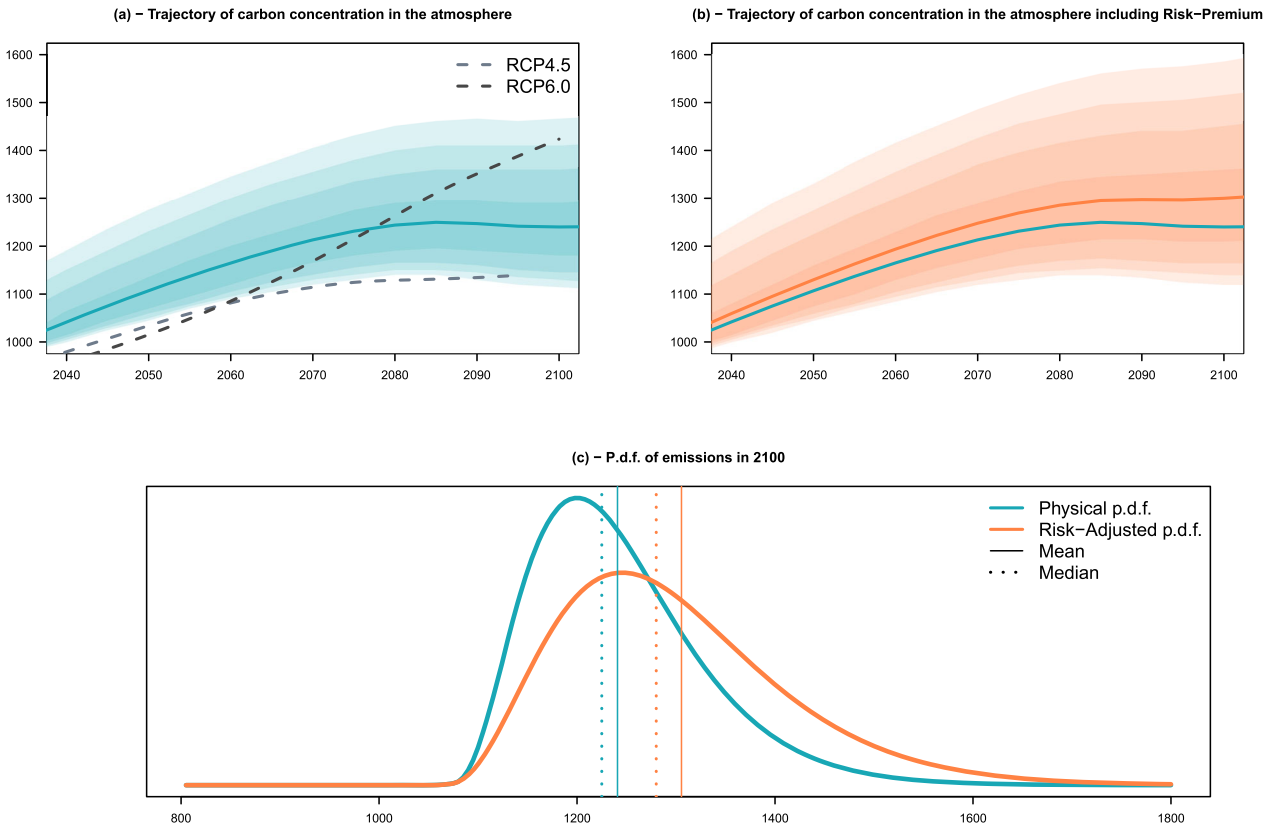 (a) − Trajectory of carbon concentration in the atmosphere
1600
1500
1400
1300
1200
1100
1000
RCP4.5
RCP6.0
2040 2050 2060 2070 2080 2090 2100
(b) − Trajectory of carbon concentration in the atmosphere including Risk−Premium
1600
1500
1400
1300
1200
1100
1000
2040 2050 2060 2070 2080 2090 2100
(c) − P.d.f. of emissions in 2100
Physical p.d.f.
Risk−Adjusted p.d.f.
Mean
Median
800 1000 1200 1400 1600 1800